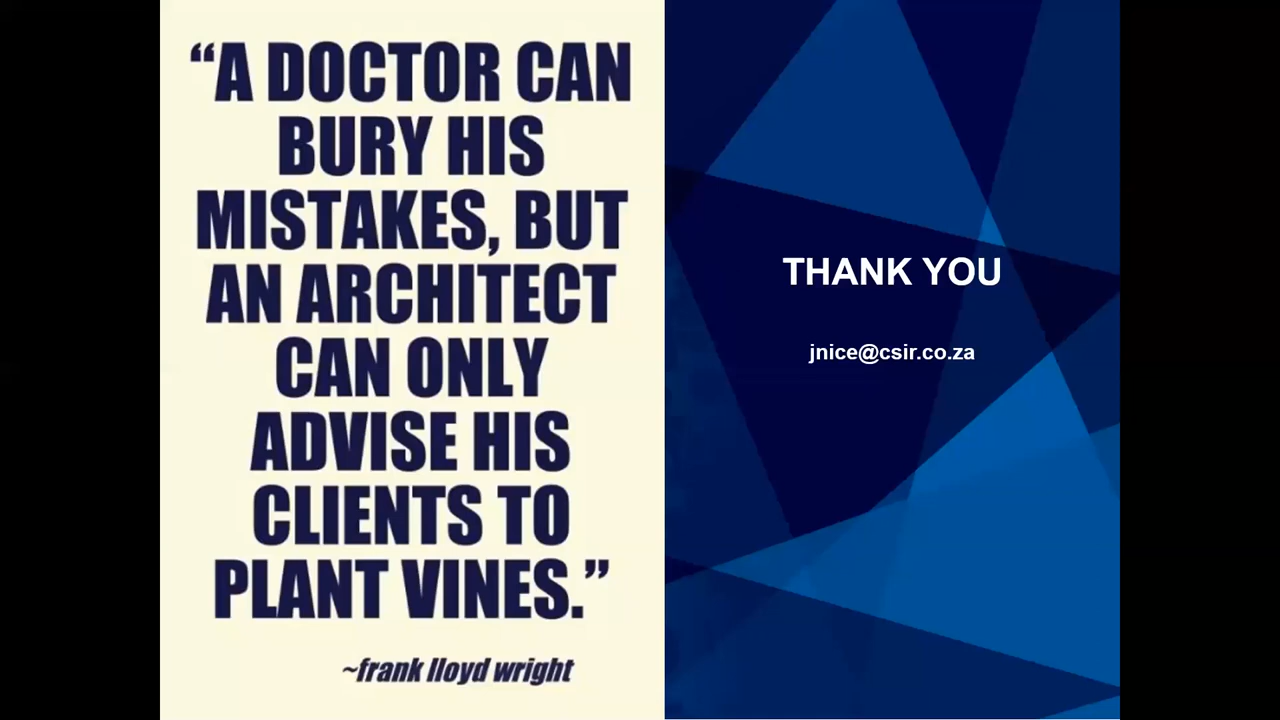 “A DOCTOR CAN
BURY HIS
MISTAKES, BUT
AN ARCHITECT
CAN ONLY
ADVISE HIS
CLIENTS TO
PLANT VINES.”
~frank lloyd wright
THANK YOU
jnice@csir.co.za